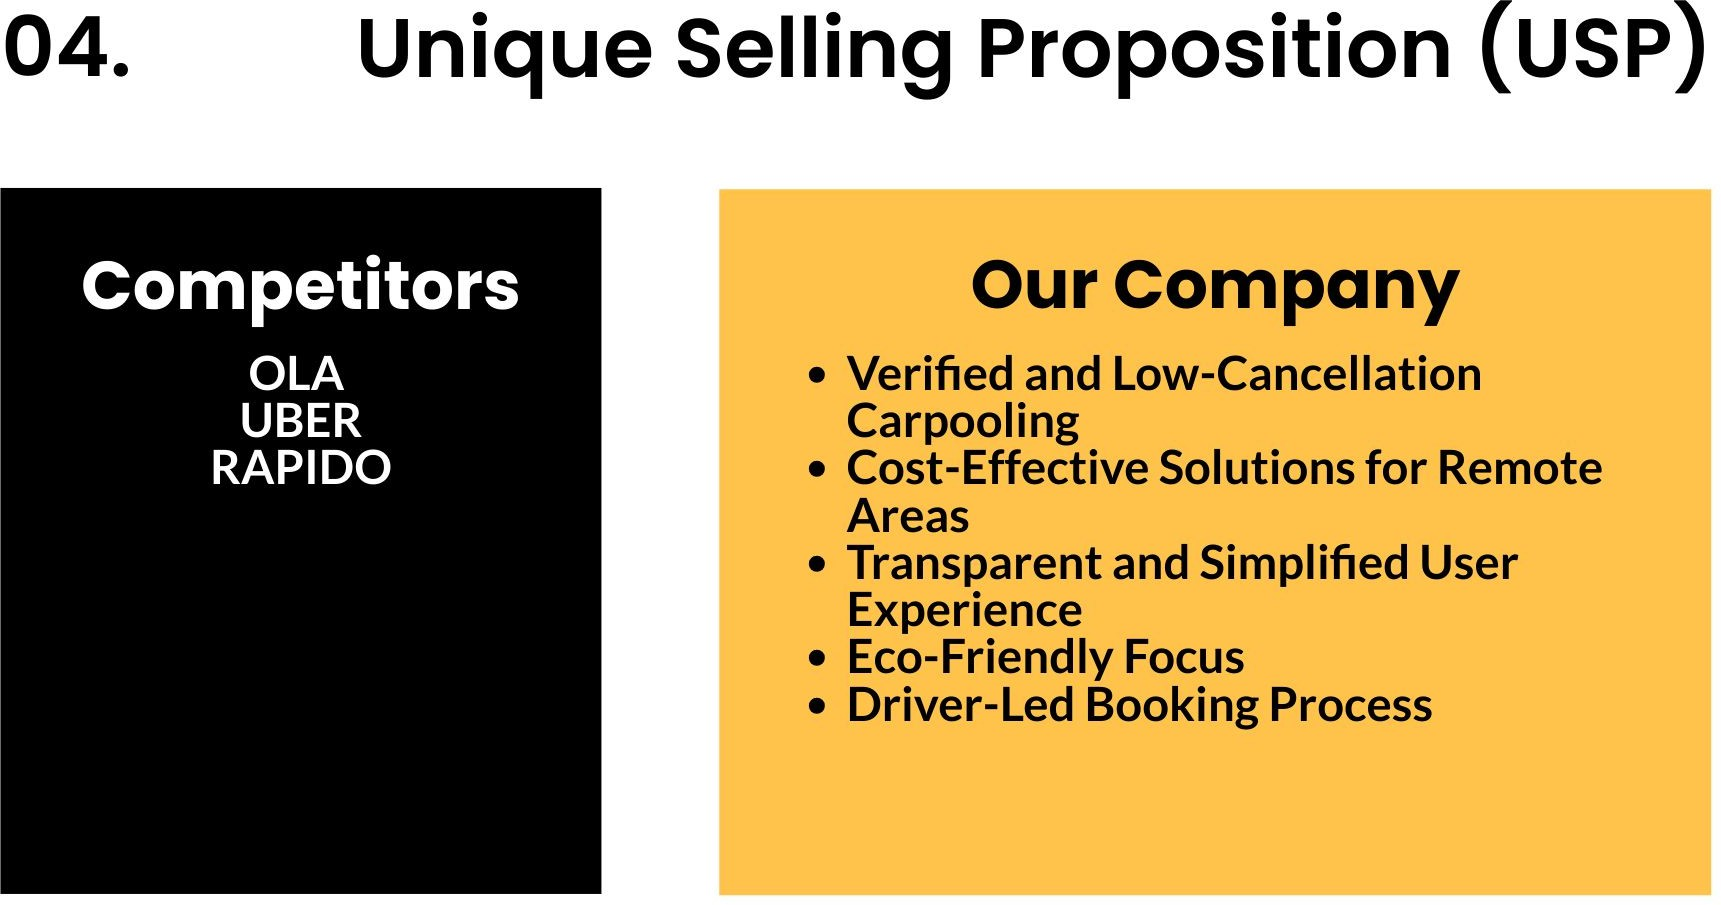 04. Unique Selling Proposition (USP)
Competitors
OLA
UBER
RAPIDO
Our Company
• Verified and Low-Cancellation
Carpooling
• Cost-Effective Solutions for Remote
Areas
• Transparent and Simplified User
Experience
• Eco-Friendly Focus
• Driver-Led Booking Process